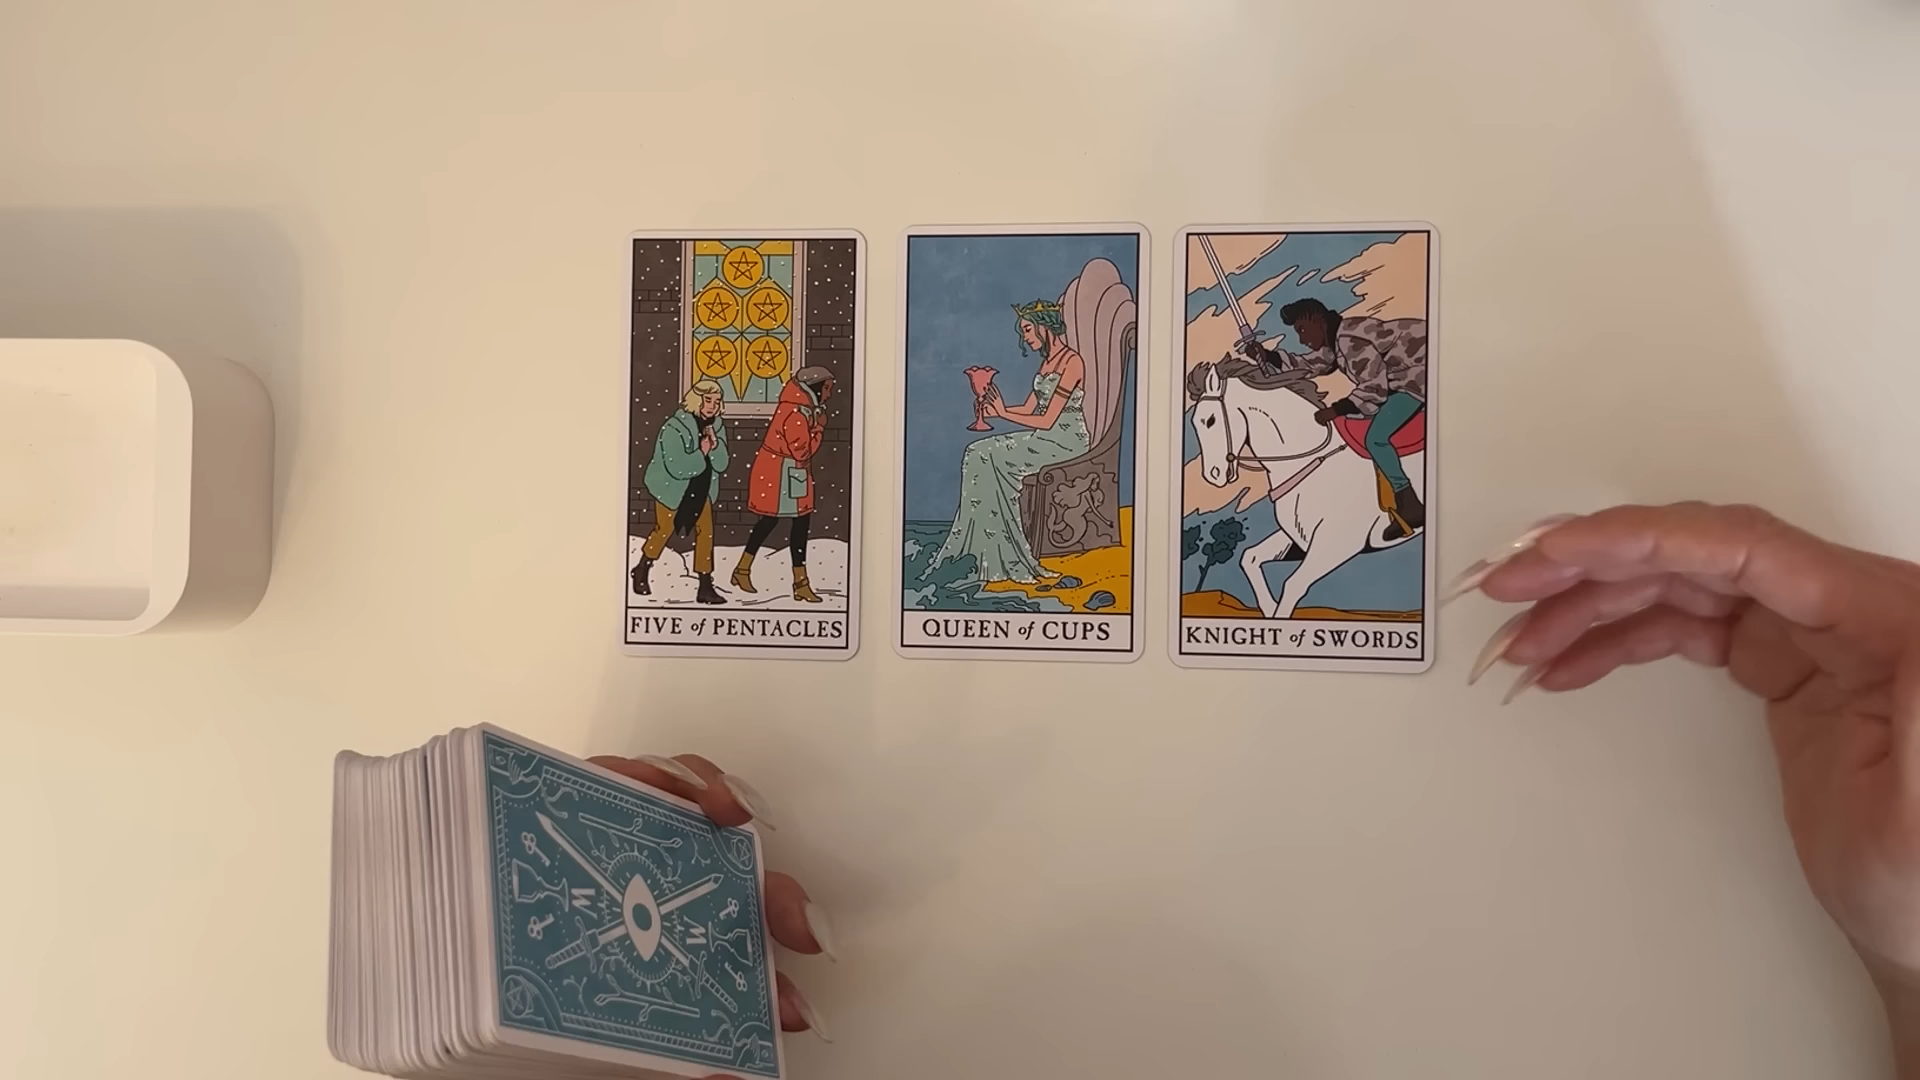 FIVE of PENTACLES
QUEEN of CUPS
KNIGHT of SWORDS
W
W